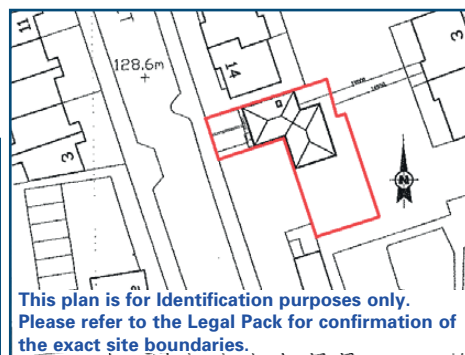 11
128.6m
14
3
3
N
This plan is for Identification purposes only.
Please refer to the Legal Pack for confirmation of
the exact site boundaries.